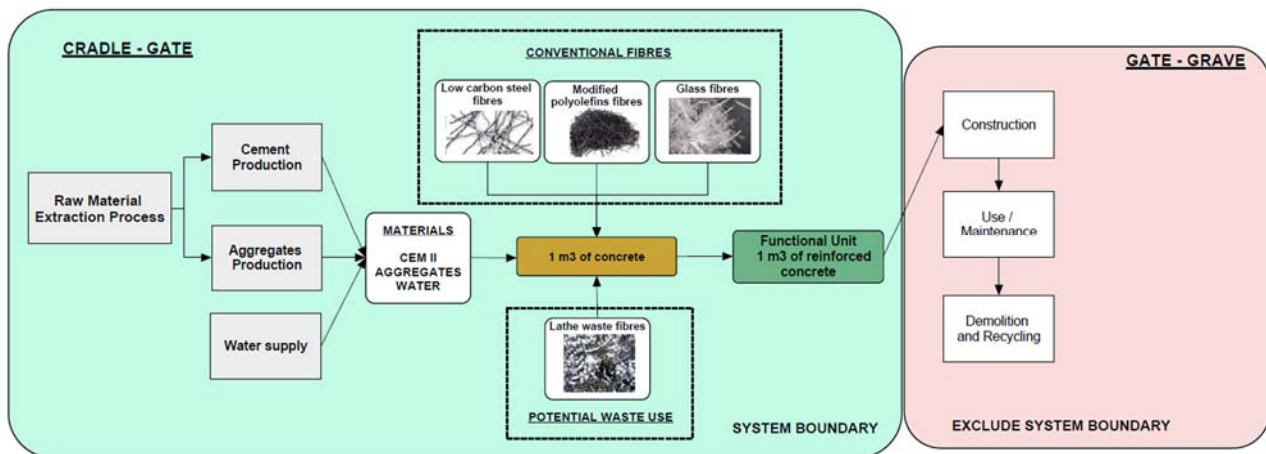 CRADLE - GATE
CONVENTIONAL FIBRES
Low carbon steel
fibres
Modified
polyolefins fibres
Glass fibres
Cement
Production
Raw Material
Extraction Process
Aggregates
Production
Water supply
MATERIALS
CEM II
AGGREGATES
WATER
1 m3 of concrete
Functional Unit
1 m3 of reinforced
concrete
Lathe waste fibres
POTENTIAL WASTE USE
SYSTEM BOUNDARY
GATE - GRAVE
Construction
Use /
Maintenance
Demolition
and Recycling
EXCLUDE SYSTEM BOUNDARY